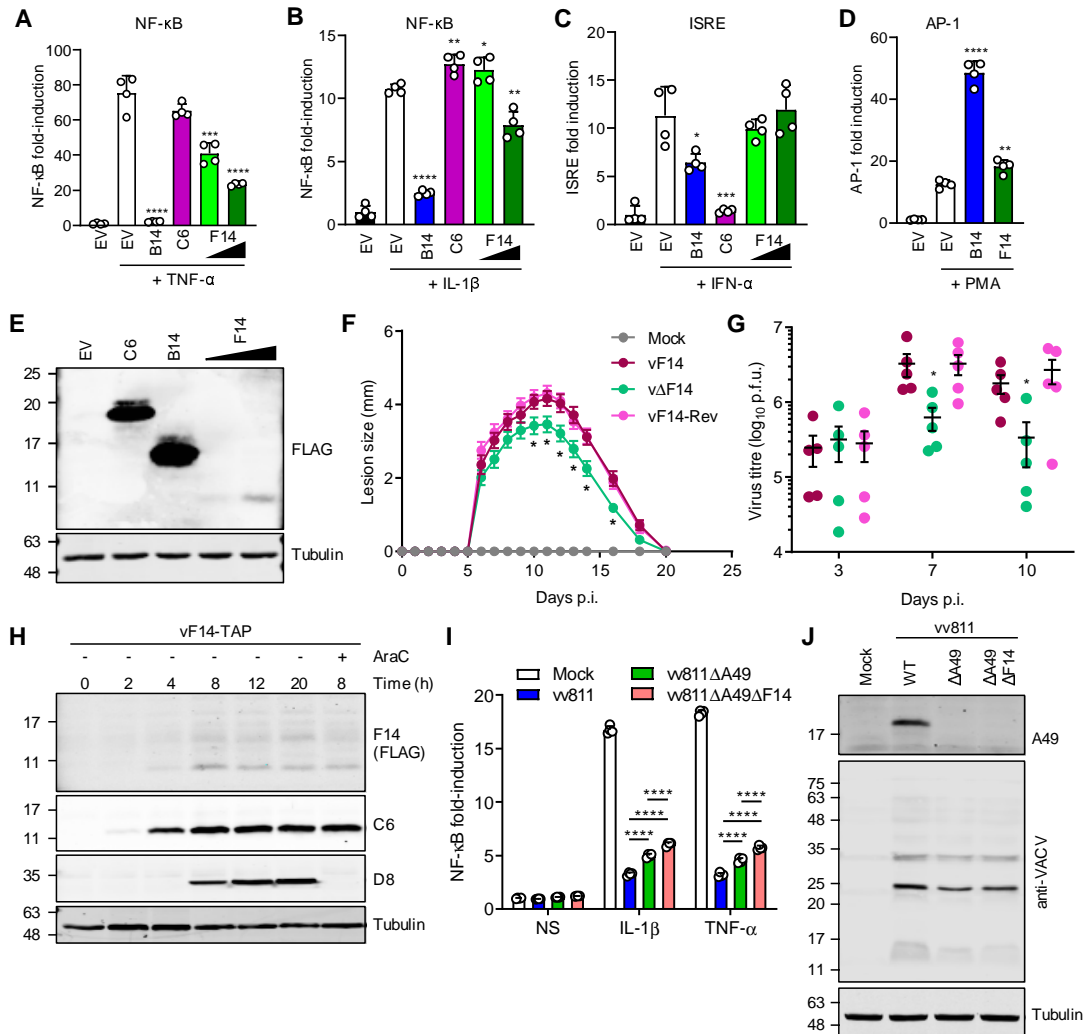 A
NF-κB
NF-κB fold-induction
100
80
60
40
20
0
***
****
****
EV
EV
B14
C6
F14
+ TNF-α
B
NF-κB
NF-κB fold-induction
15
10
5
0
**
*
**
****
EV
EV
B14
C6
F14
+ IL-1β
C
ISRE
ISRE fold induction
20
15
10
5
0
*
***
EV
EV
B14
C6
F14
+ IFN-α
D
AP-1
AP-1 fold induction
60
40
20
0
****
**
EV
EV
B14
F14
+ PMA
E
EV
C6
B14
F14
25
20
17
11
FLAG
63
48
Tubulin
F
Lesion size (mm)
6
4
2
0
Mock
vF14
vΔF14
vF14-Rev
* * * * * *
0 5 10 15 20 25
Days p.i.
G
Virus titre (log10 p.f.u.)
7
6
5
4
*
*
3 7 10
Days p.i.
H
vF14-TAP
- - - - - - + AraC
0 2 4 8 12 20 8 Time (h)
17
11
F14
(FLAG)
17
11
C6
35
D8
63
48
Tubulin
I
Mock
vv811ΔA49
vv811
vv811ΔA49ΔF14
NF-κB fold-induction
20
15
10
5
0
****
****
****
****
****
****
NS
IL-1β
TNF-α
J
vv811
Mock
WT
ΔA49
ΔA49
ΔF14
17
A49
75
63
48
35
25
20
17
11
anti-VACV
63
48
Tubulin